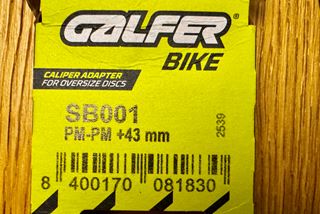 GALFER®
BIKE
CALIPER ADAPTER
FOR OVERSIZE DISCS
SB001
PM-PM +43 mm
2539
8 400170 081830